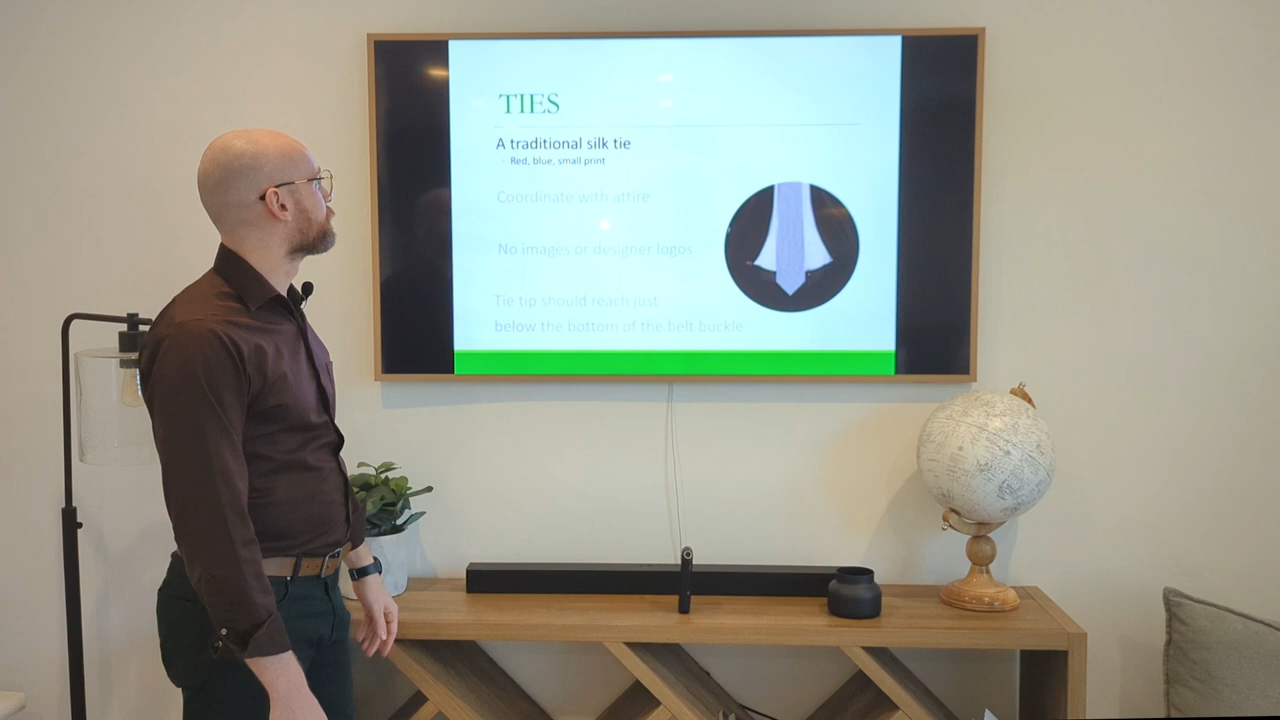 TIES
A traditional silk tie
Red, blue, small print
Coordinate with attire
No images or designer logos
Tie tip should reach just
below the bottom of the belt buckle